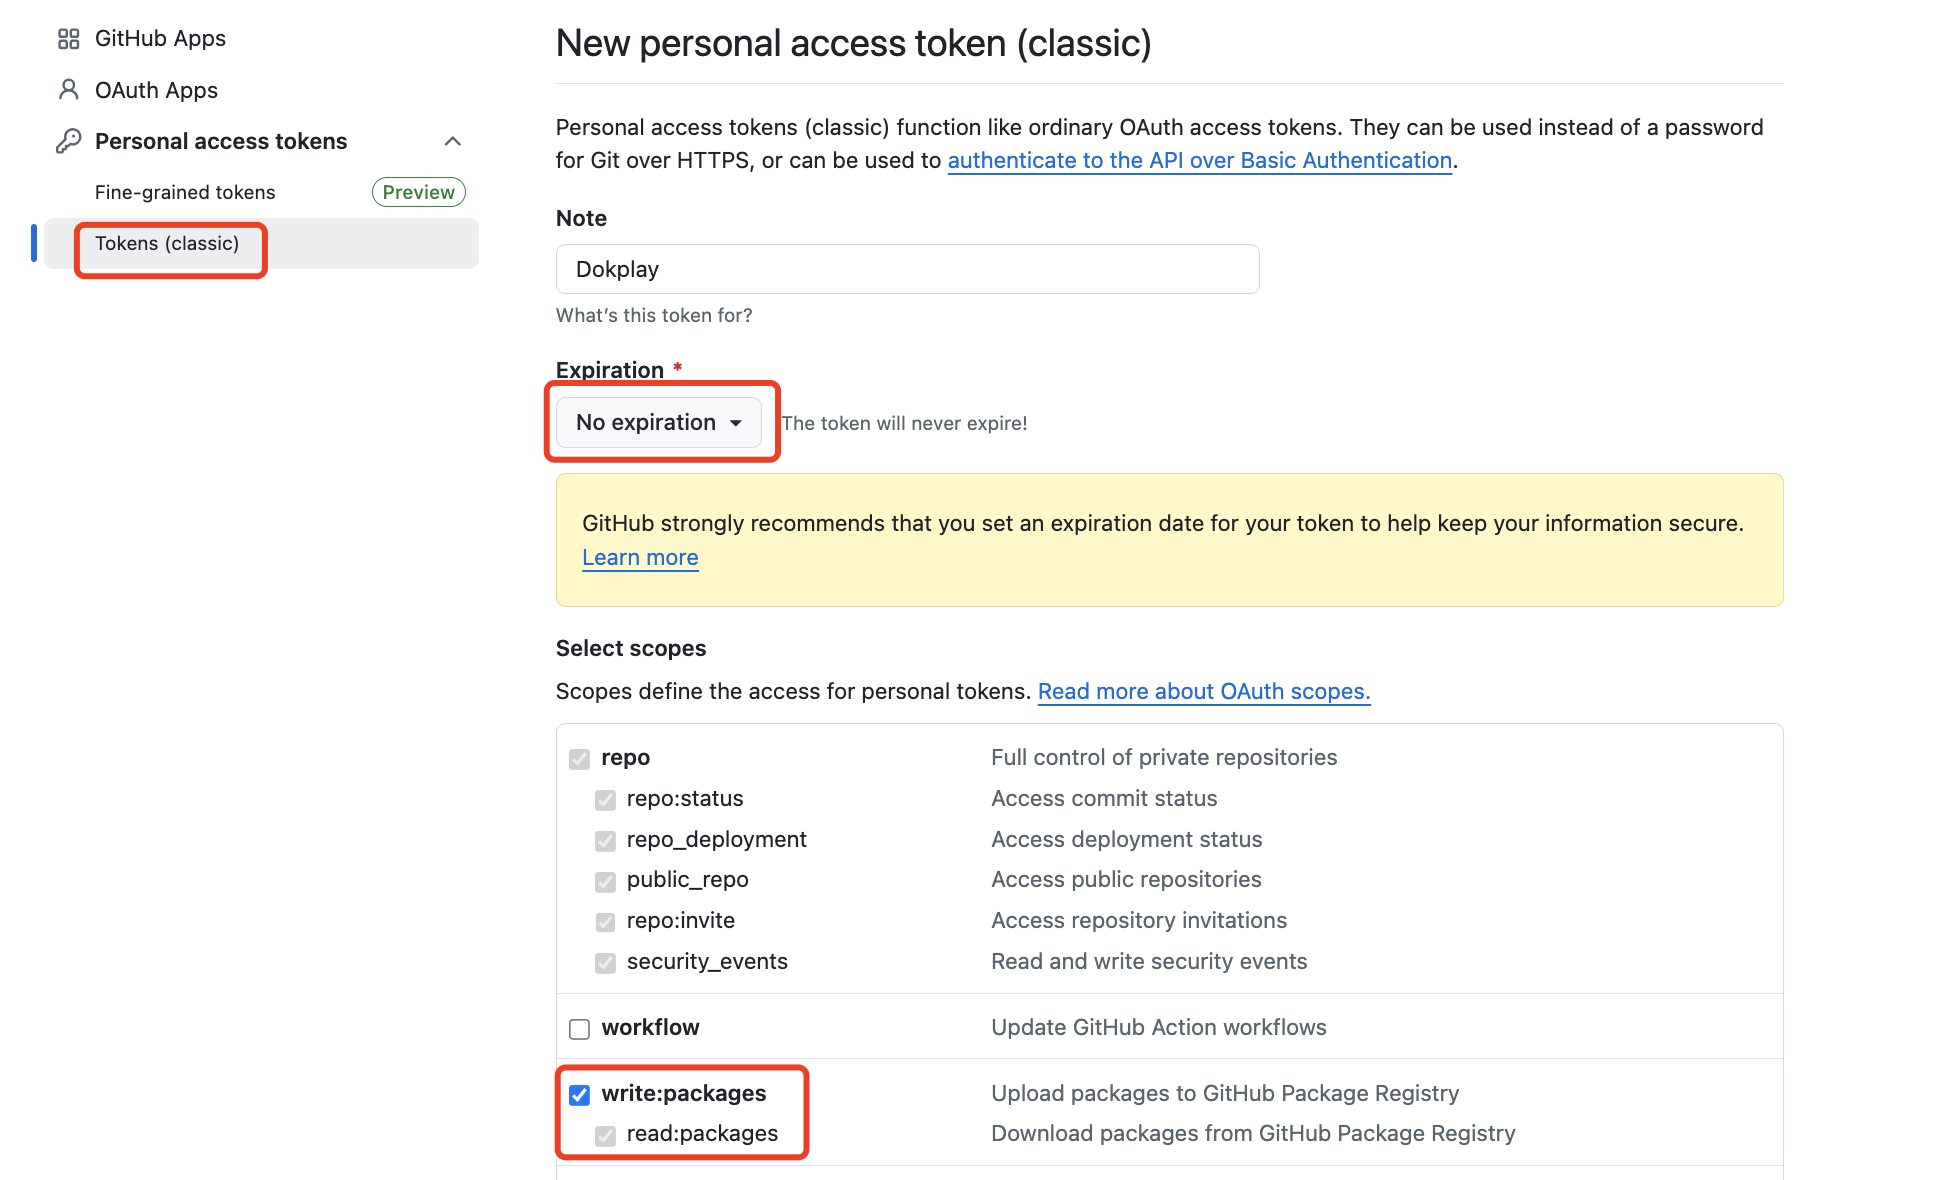 GitHub Apps
OAuth Apps
Personal access tokens
Fine-grained tokens
Preview
Tokens (classic)
New personal access token (classic)
Personal access tokens (classic) function like ordinary OAuth access tokens. They can be used instead of a password
for Git over HTTPS, or can be used to authenticate to the API over Basic Authentication.
Note
Dokplay
What's this token for?
Expiration *
No expiration
The token will never expire!
GitHub strongly recommends that you set an expiration date for your token to help keep your information secure.
Learn more
Select scopes
Scopes define the access for personal tokens. Read more about OAuth scopes.
repo Full control of private repositories
repo:status Access commit status
repo_deployment Access deployment status
public_repo Access public repositories
repo:invite Access repository invitations
security_events Read and write security events
workflow Update GitHub Action workflows
write:packages Upload packages to GitHub Package Registry
read:packages Download packages from GitHub Package Registry